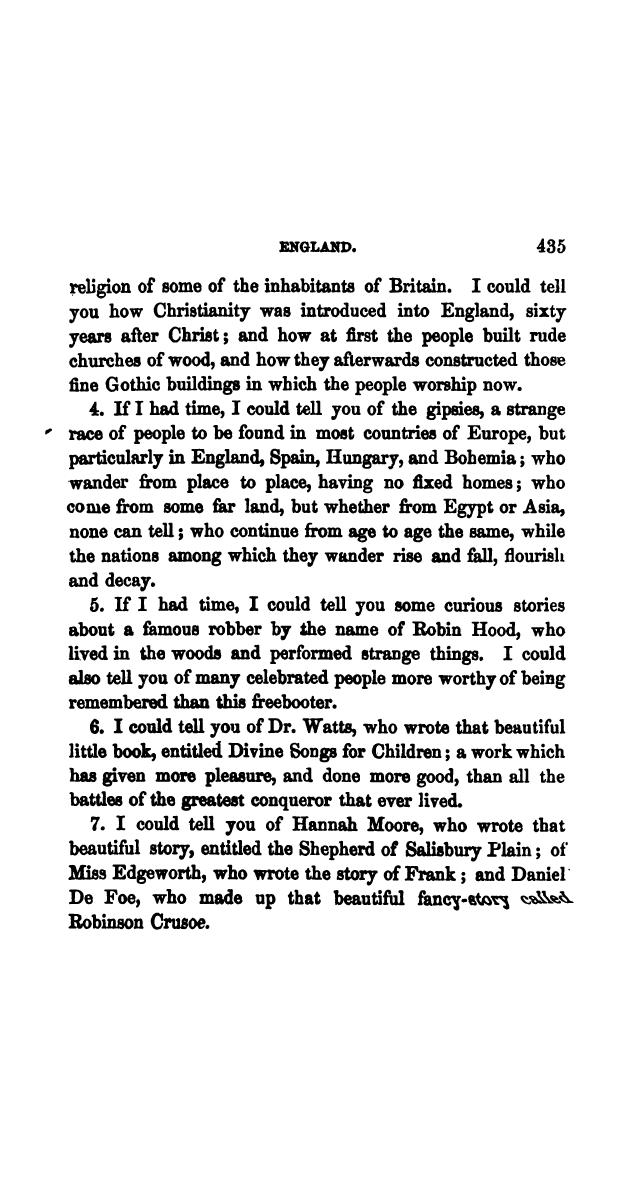 ENGLAND. 435
religion of some of the inhabitants of Britain. I could tell
you how Christianity was introduced into England, sixty
years after Christ; and how at first the people built rude
churches of wood, and how they afterwards constructed those
fine Gothic buildings in which the people worship now.
4. If I had time, I could tell you of the gipsies, a strange
race of people to be found in most countries of Europe, but
particularly in England, Spain, Hungary, and Bohemia; who
wander from place to place, having no fixed homes; who
come from some far land, but whether from Egypt or Asia,
none can tell; who continue from age to age the same, while
the nations among which they wander rise and fall, flourish
and decay.
5. If I had time, I could tell you some curious stories
about a famous robber by the name of Robin Hood, who
lived in the woods and performed strange things. I could
also tell you of many celebrated people more worthy of being
remembered than this freebooter.
6. I could tell you of Dr. Watts, who wrote that beautiful
little book, entitled Divine Songs for Children; a work which
has given more pleasure, and done more good, than all the
battles of the greatest conqueror that ever lived.
7. I could tell you of Hannah Moore, who wrote that
beautiful story, entitled the Shepherd of Salisbury Plain; of
Miss Edgeworth, who wrote the story of Frank; and Daniel
De Foe, who made up that beautiful fancy-story called
Robinson Crusoe.